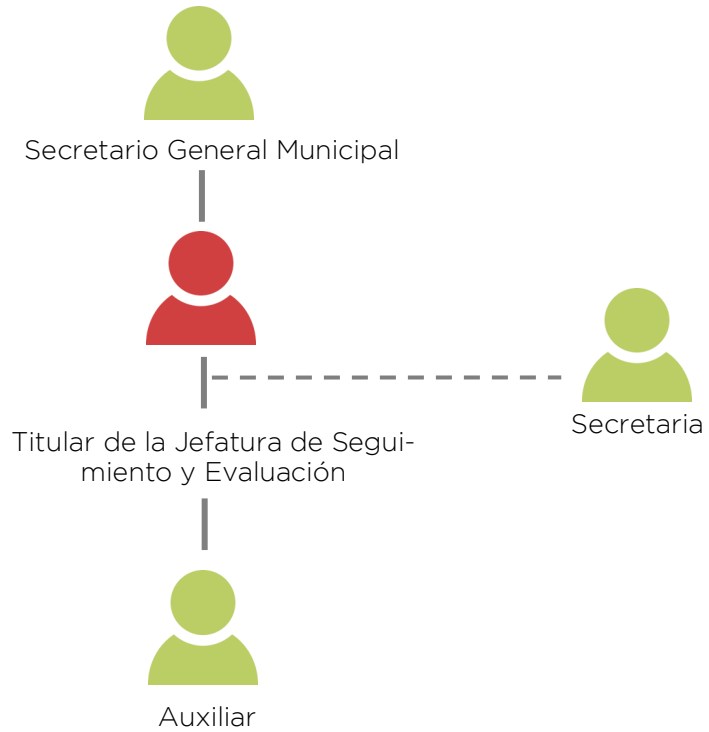 Secretario General Municipal
Secretaria
Titular de la Jefatura de Segui-
miento y Evaluación
Auxiliar